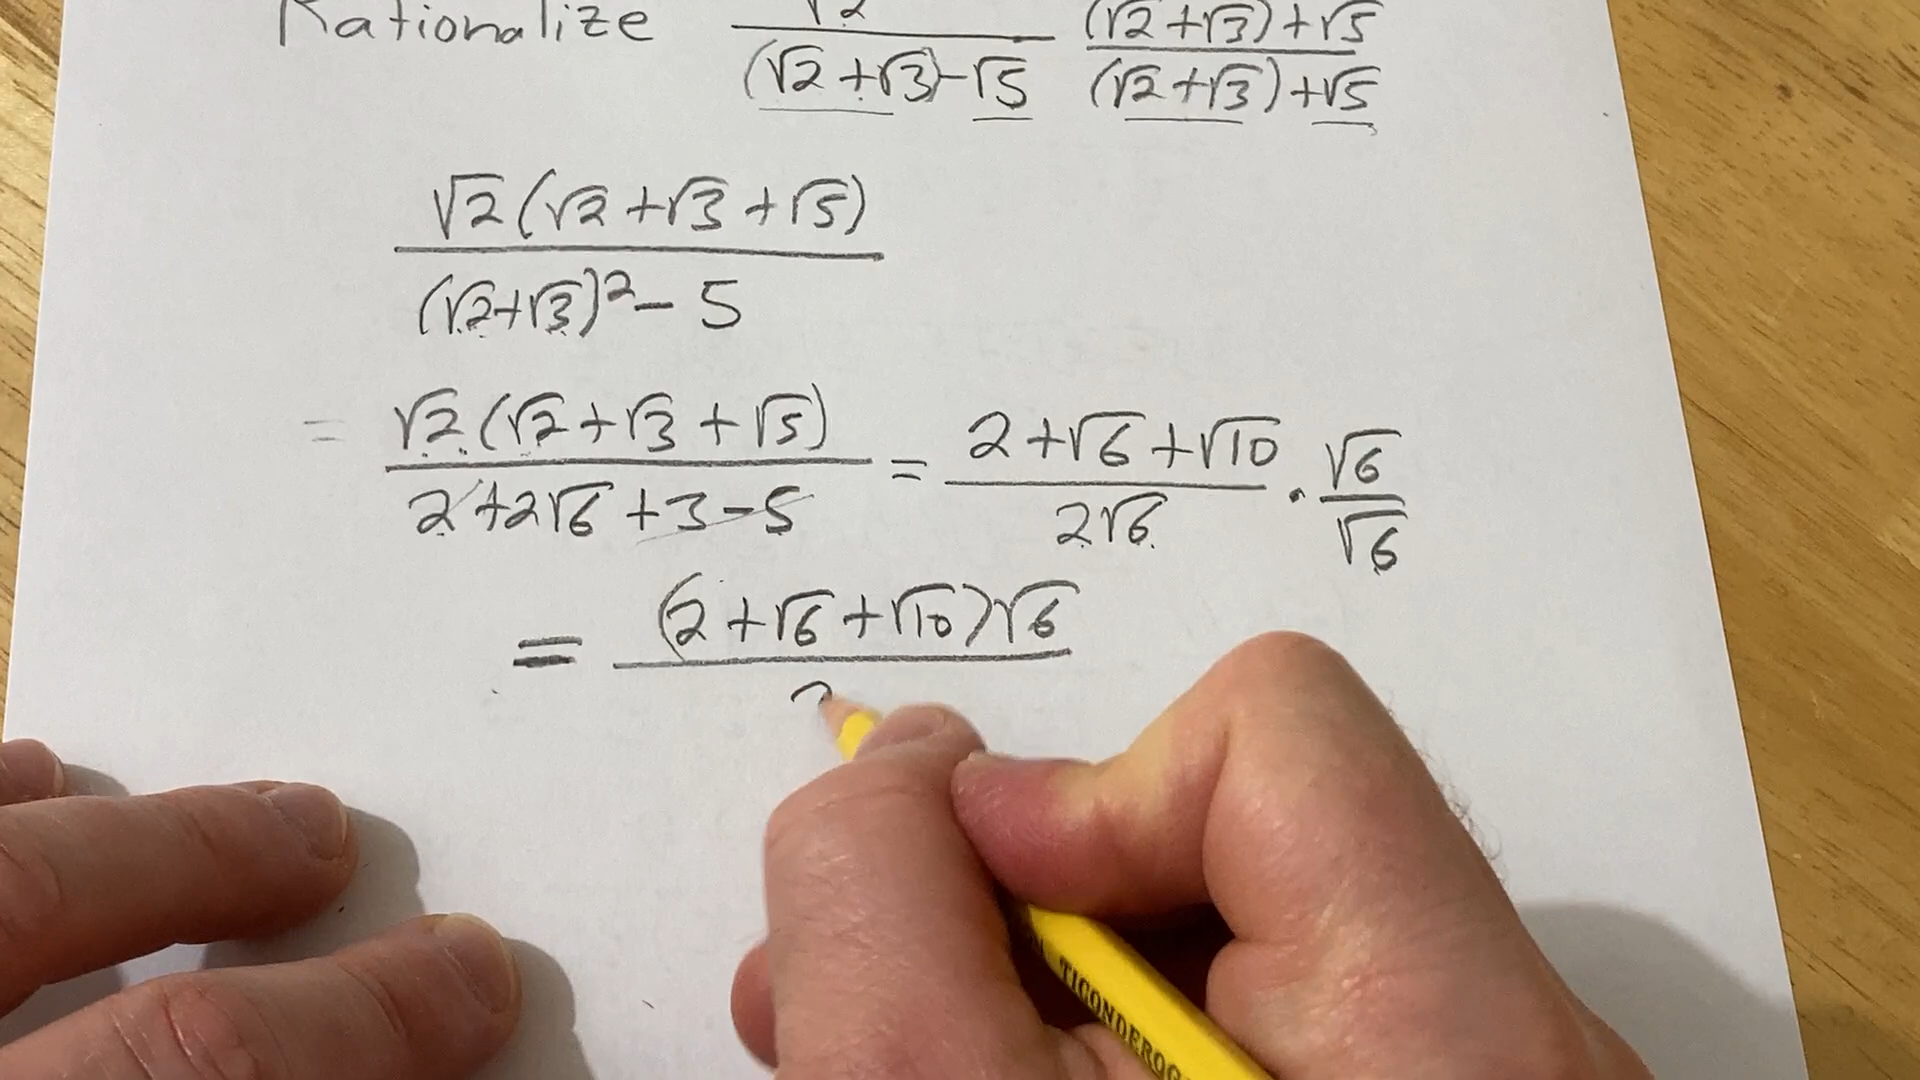 Rationalize √2 / ((√2+√3)-√5) ((√2+√3)+√5) / ((√2+√3)+√5)
√2(√2+√3+√5) / ((√2+√3)²-5)
= √2(√2+√3+√5) / (2+2√6+3-5) = (2+√6+√10) / (2√6) · √6/√6
= (2+√6+√10)√6
TICONDEROG